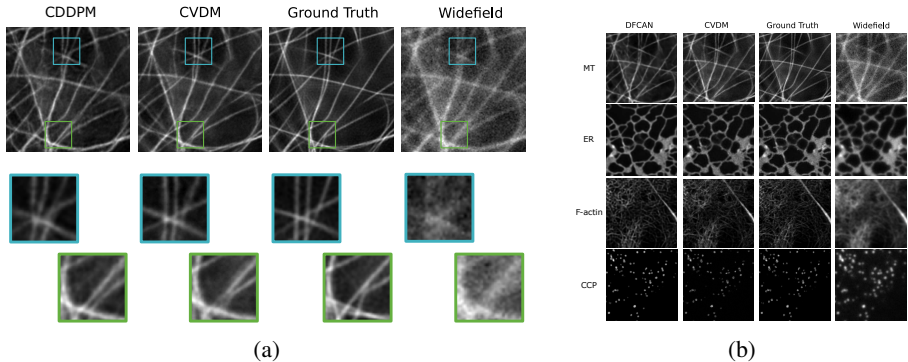 CDDPM CVDM Ground Truth Widefield
(a)
DFCAN CVDM Ground Truth Widefield
MT
ER
F-actin
CCP
(b)